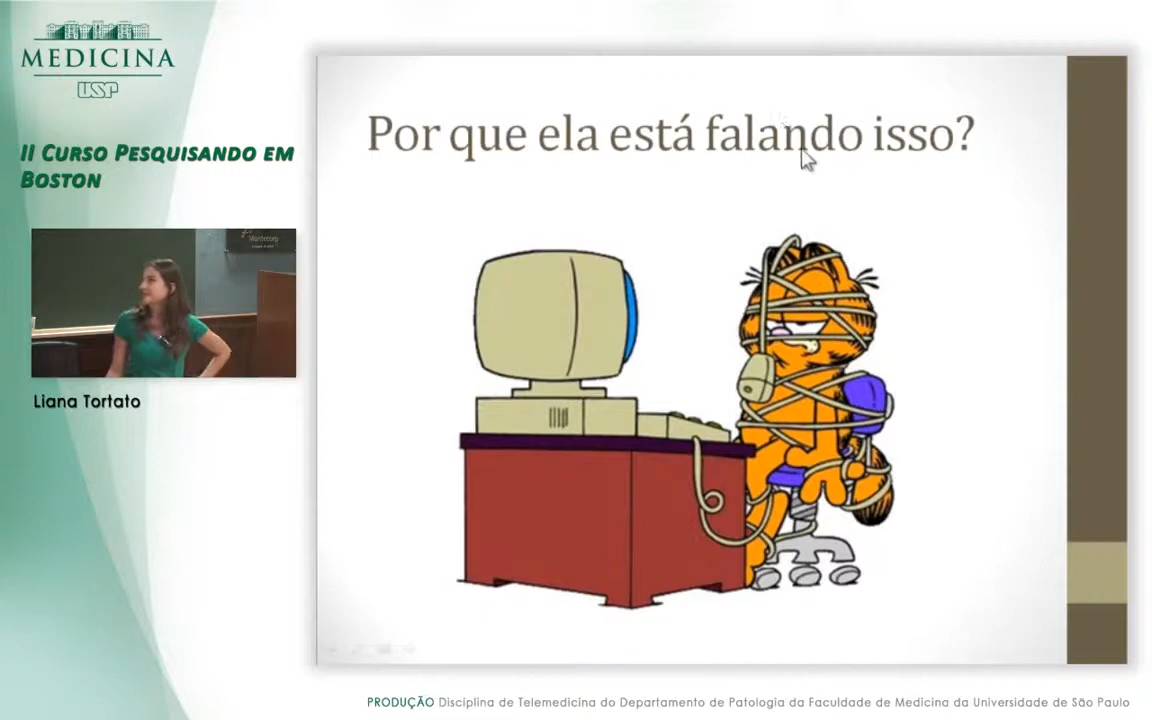 MEDICINA
USP
II CURSO PESQUISANDO EM
BOSTON
Liana Tortato
Por que ela está falando isso?
PRODUÇÃO Disciplina de Telemedicina do Departamento de Patologia da Faculdade de Medicina da Universidade de São Paulo